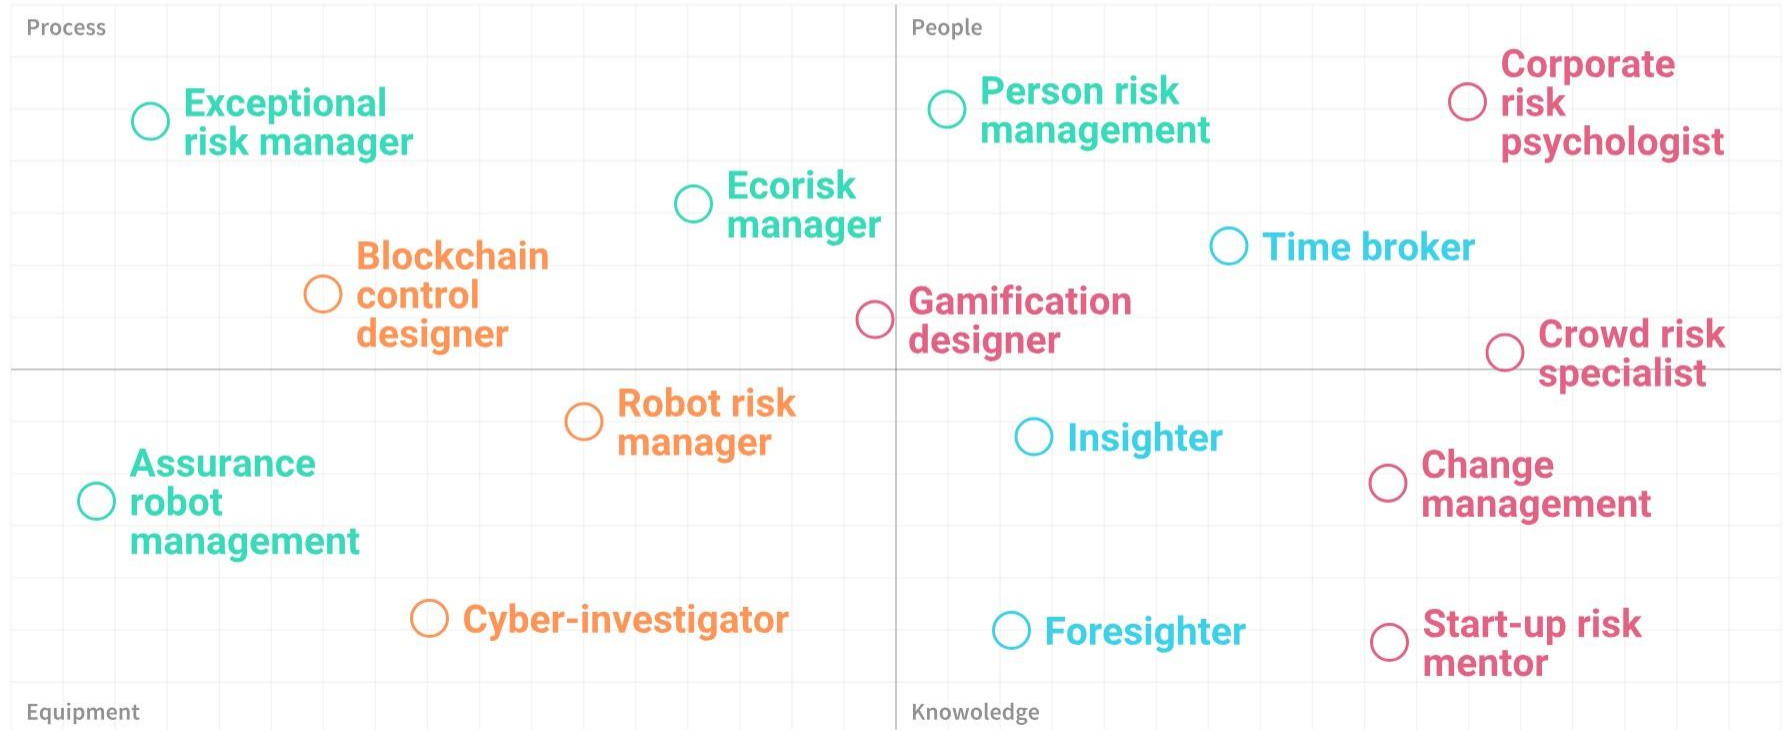 Process
Exceptional
risk manager
Ecorisk
manager
Blockchain
control
designer
People
Person risk
management
Corporate
risk
psychologist
Time broker
Gamification
designer
Crowd risk
specialist
Robot risk
manager
Assurance
robot
management
Cyber-investigator
Equipment
Insighter
Change
management
Foresighter
Start-up risk
mentor
Knowoledge